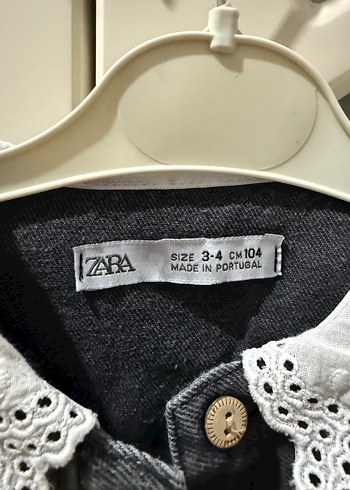 ZARA
SIZE 3-4 CM 104
MADE IN PORTUGAL